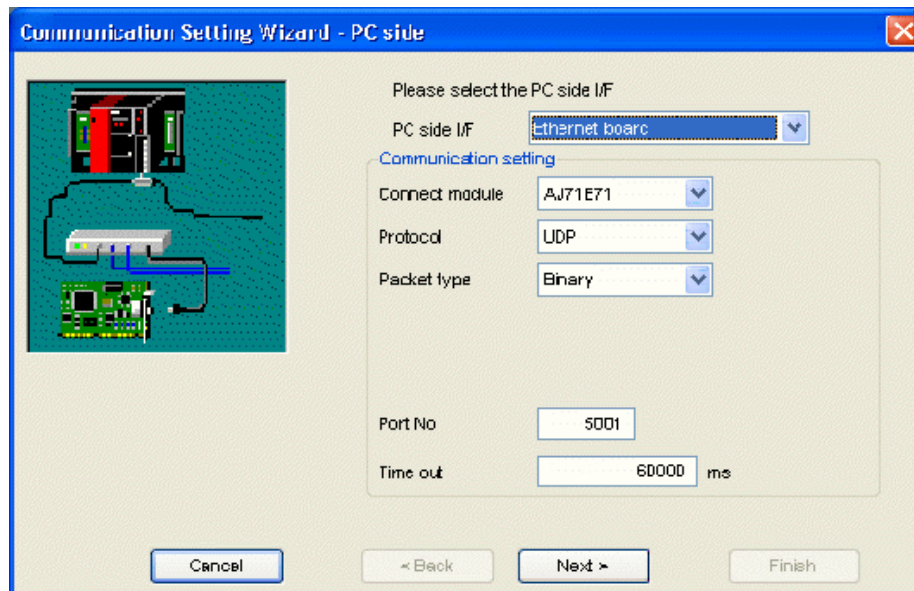 Communication Setting Wizard - PC side
Please select the PC side I/F
PC side I/F Ethernet board
Communication setting
Connect module AJ71E71
Protocol UDP
Packet type Binary
Port No 5001
Time out 60000 ms
Cancel < Back Next > Finish